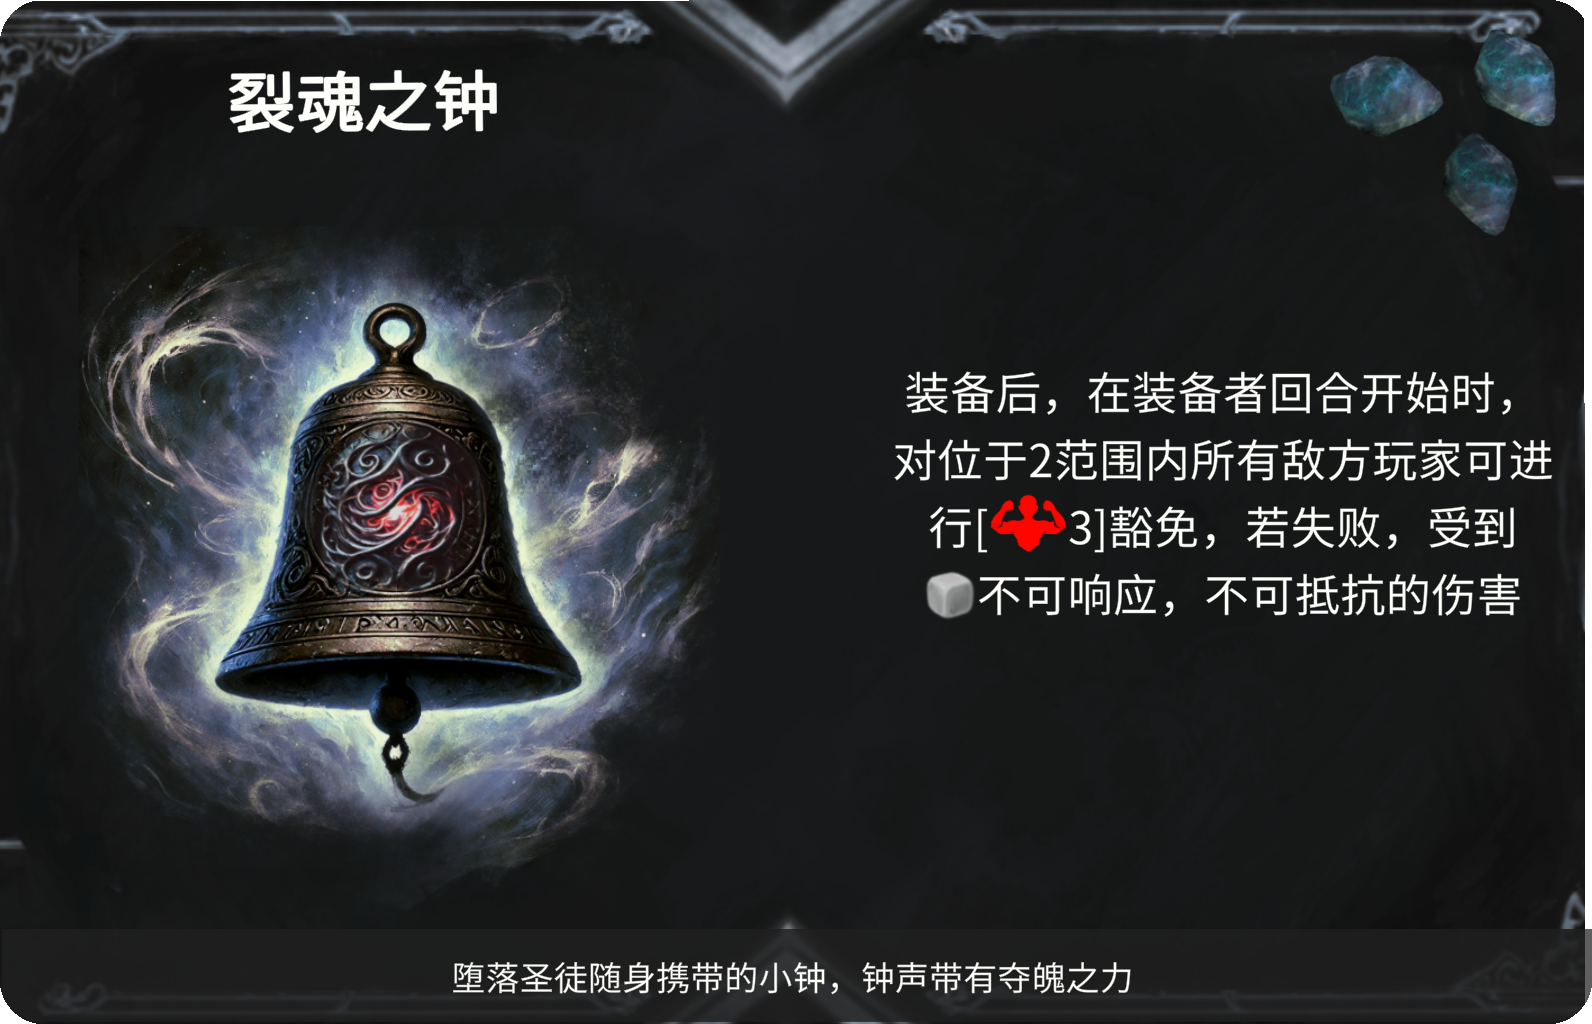 裂魂之钟
装备后，在装备者回合开始时，
对位于2范围内所有敌方玩家可进
行[3]豁免，若失败，受到
不可响应，不可抵抗的伤害
堕落圣徒随身携带的小钟，钟声带有夺魄之力